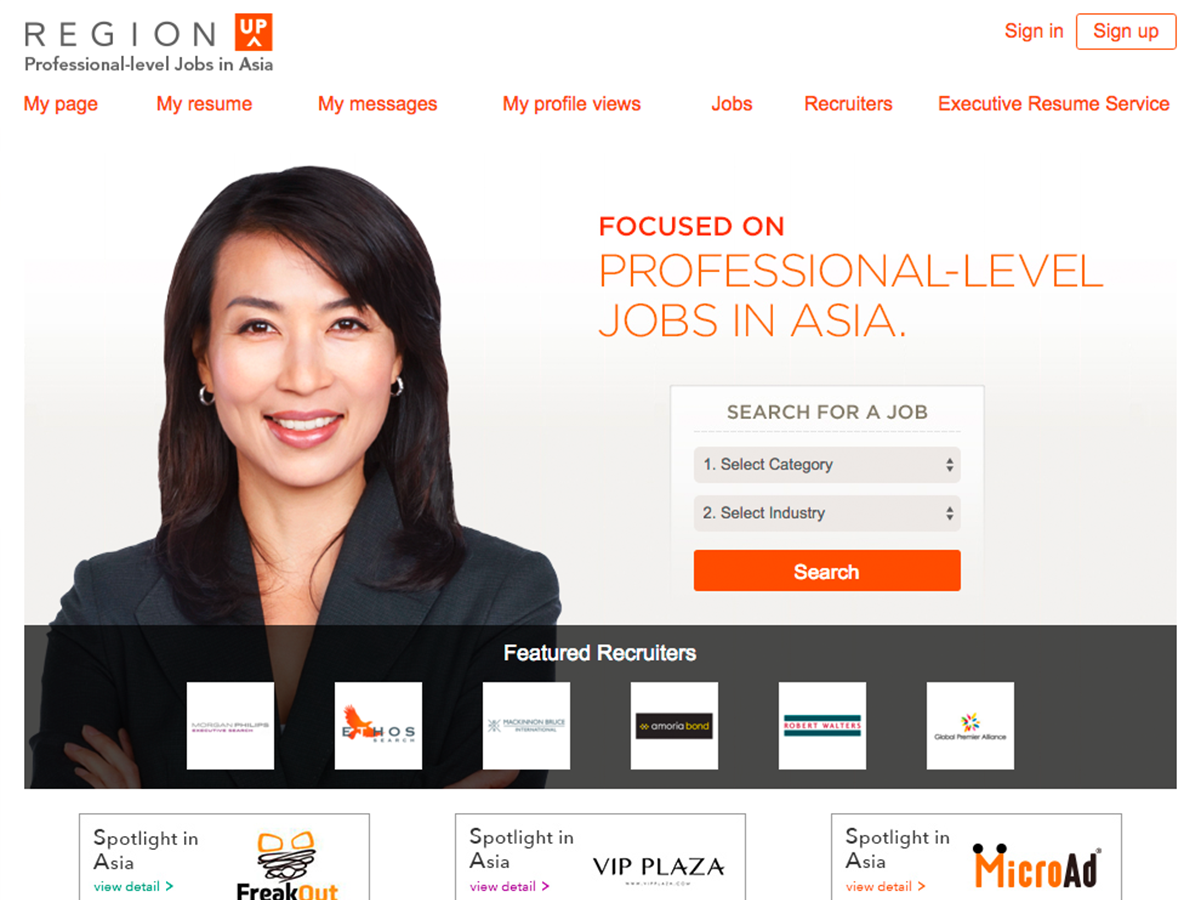 REGION UP
Professional-level Jobs in Asia
Sign in
Sign up
My page
My resume
My messages
My profile views
Jobs
Recruiters
Executive Resume Service
FOCUSED ON
PROFESSIONAL-LEVEL
JOBS IN ASIA.
SEARCH FOR A JOB
1. Select Category
2. Select Industry
Search
Featured Recruiters
MORGAN PHILIPS
EXECUTIVE SEARCH
ETHOS
SEARCH
MACKINNON BRUCE
INTERNATIONAL
amoria bond
ROBERT WALTERS
Global Premier Alliance
Spotlight in
Asia
view detail >
FreakOut
Spotlight in
Asia
view detail >
VIP PLAZA
WWW.VIPPLAZA.COM
Spotlight in
Asia
view detail >
MicroAd®